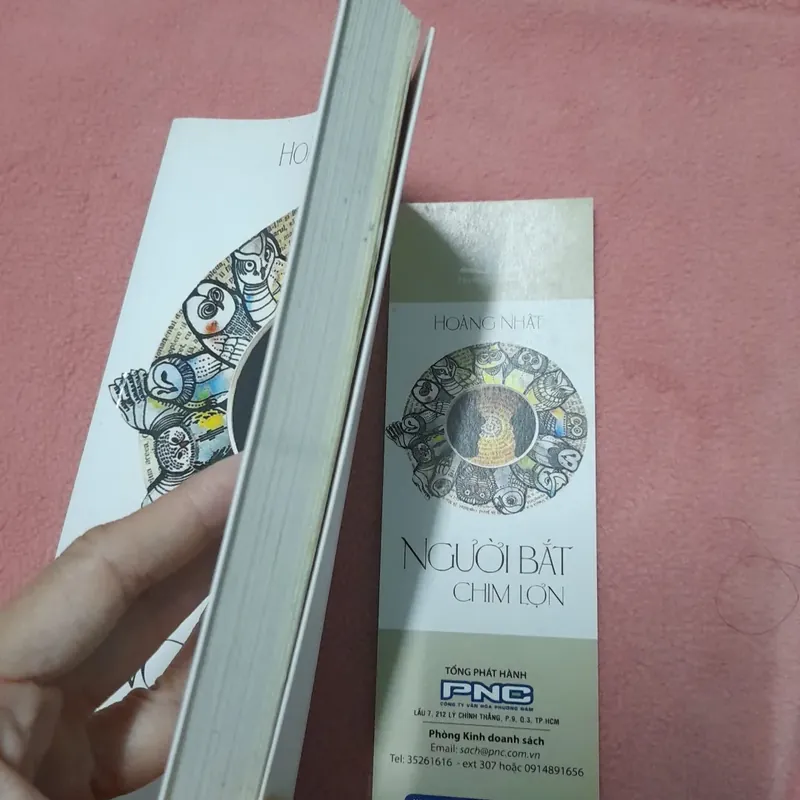 HO
HOÀNG NHẬT
NGƯỜI BẮT
CHIM LỢN
TỔNG PHÁT HÀNH
PNC
CÔNG TY VĂN HÓA PHƯƠNG NAM
LẦU 7, 212 LÝ CHÍNH THẮNG, P.9, Q.3, TP.HCM
Phòng Kinh doanh sách
Email: sach@pnc.com.vn
Tel: 35261616 - ext 307 hoặc 0914891656